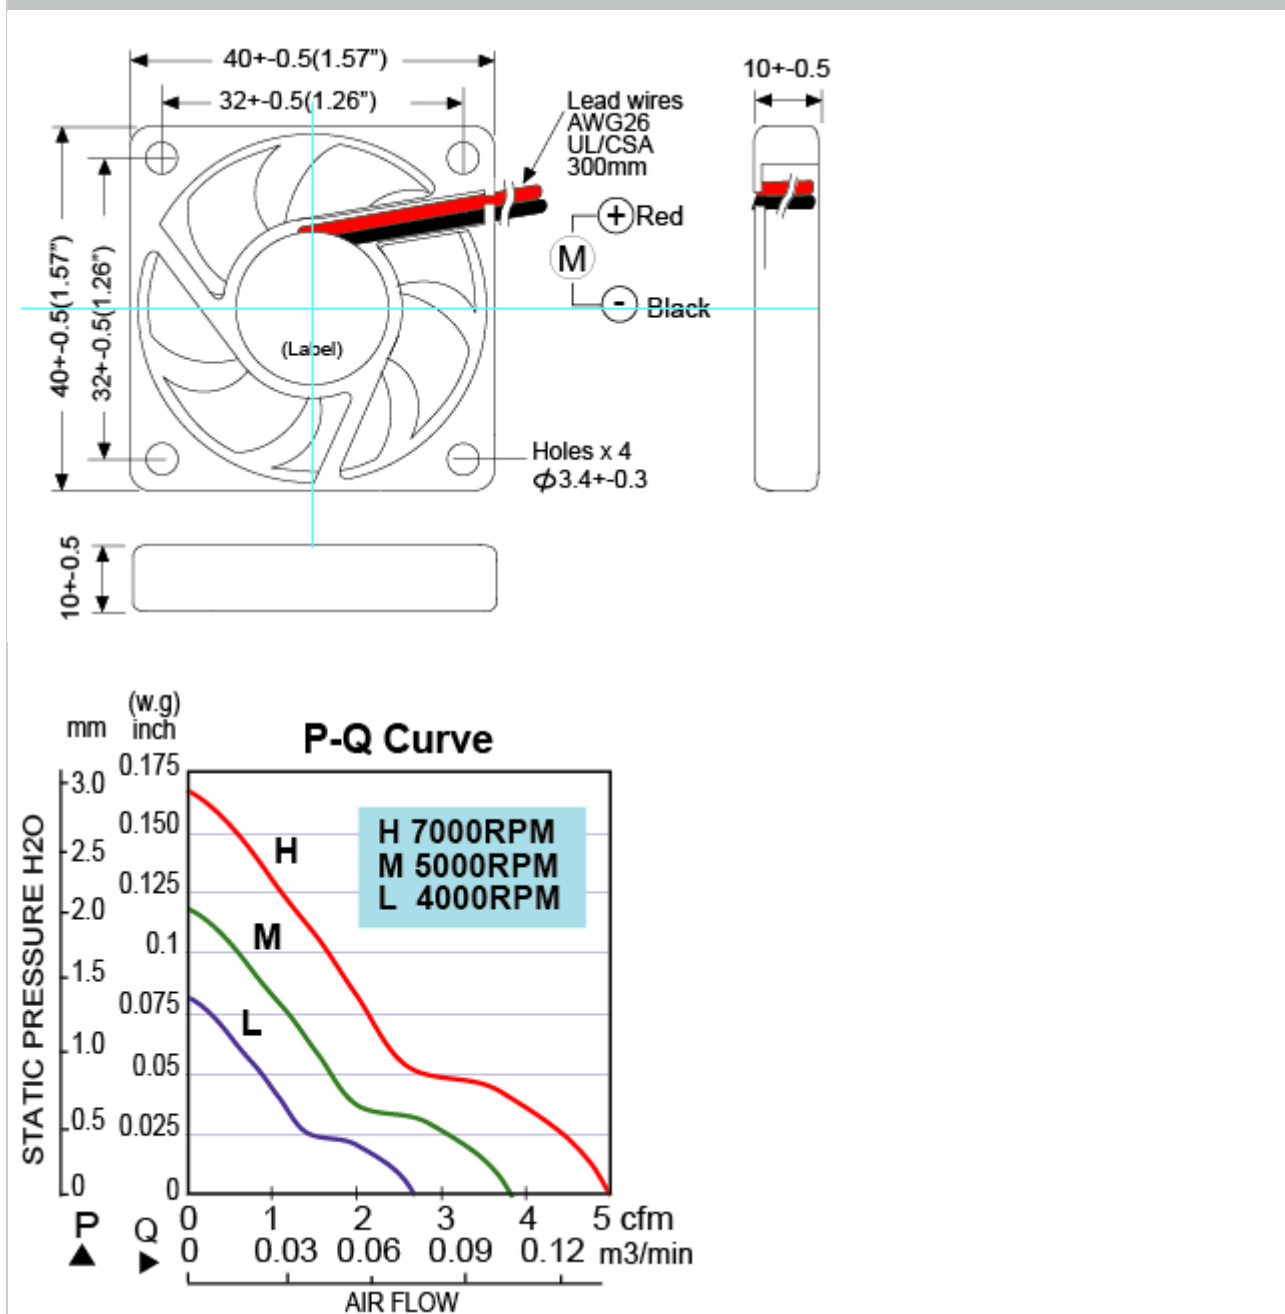 40+-0.5(1.57”)
32+-0.5(1.26”)
10+-0.5
Lead wires
AWG26
UL/CSA
300mm
+ Red
M
- Black
40+-0.5(1.57”)
32+-0.5(1.26”)
(Label)
Holes x 4
ϕ3.4+-0.3
10+-0.5
P-Q Curve
mm
(w.g)
inch
STATIC PRESSURE H2O
3.0
2.5
2.0
1.5
1.0
0.5
0
0.175
0.150
0.125
0.1
0.075
0.05
0.025
0
H 7000RPM
M 5000RPM
L 4000RPM
H
M
L
P
Q
0 1 2 3 4 5 cfm
0 0.03 0.06 0.09 0.12 m3/min
AIR FLOW